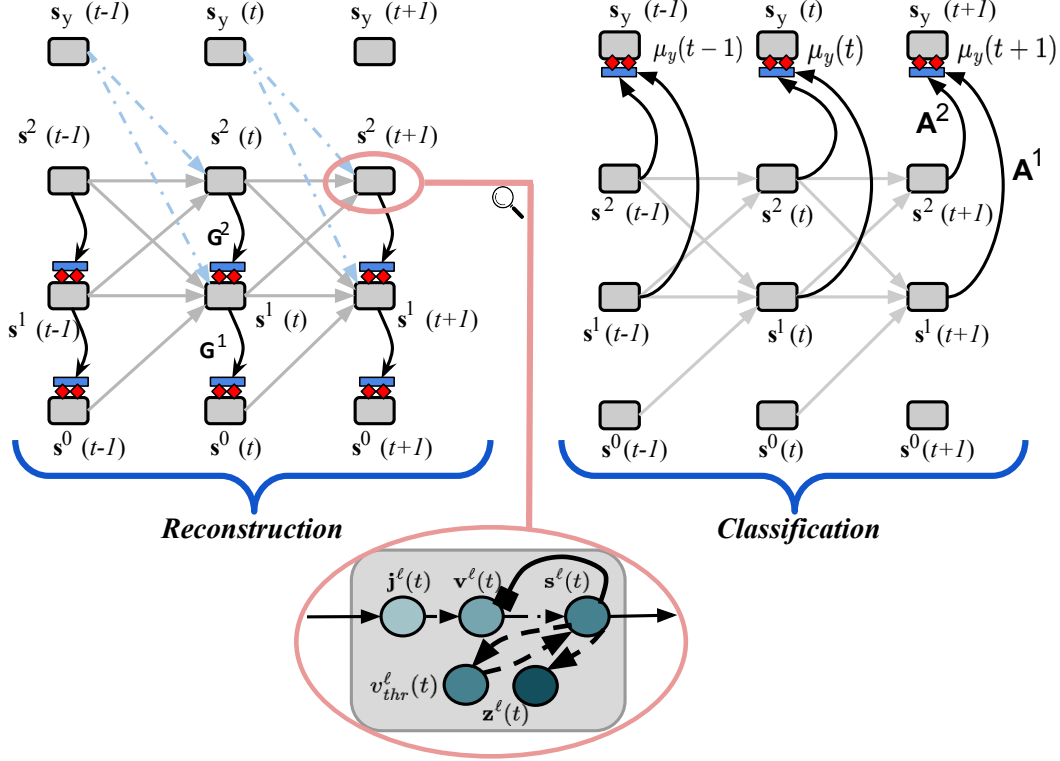 s_y (t-1) s_y (t) s_y (t+1)
s^2 (t-1) s^2 (t) s^2 (t+1)
G^2
s^1 (t-1) s^1 (t) s^1 (t+1)
G^1
s^0 (t-1) s^0 (t) s^0 (t+1)
Reconstruction
s_y (t-1) s_y (t) s_y (t+1)
μ_y(t − 1) μ_y(t) μ_y(t + 1)
A^2
A^1
s^2 (t-1) s^2 (t) s^2 (t+1)
s^1 (t-1) s^1 (t) s^1 (t+1)
s^0 (t-1) s^0 (t) s^0 (t+1)
Classification
j^ℓ(t) v^ℓ(t) s^ℓ(t)
v^ℓ_{thr}(t)
z^ℓ(t)